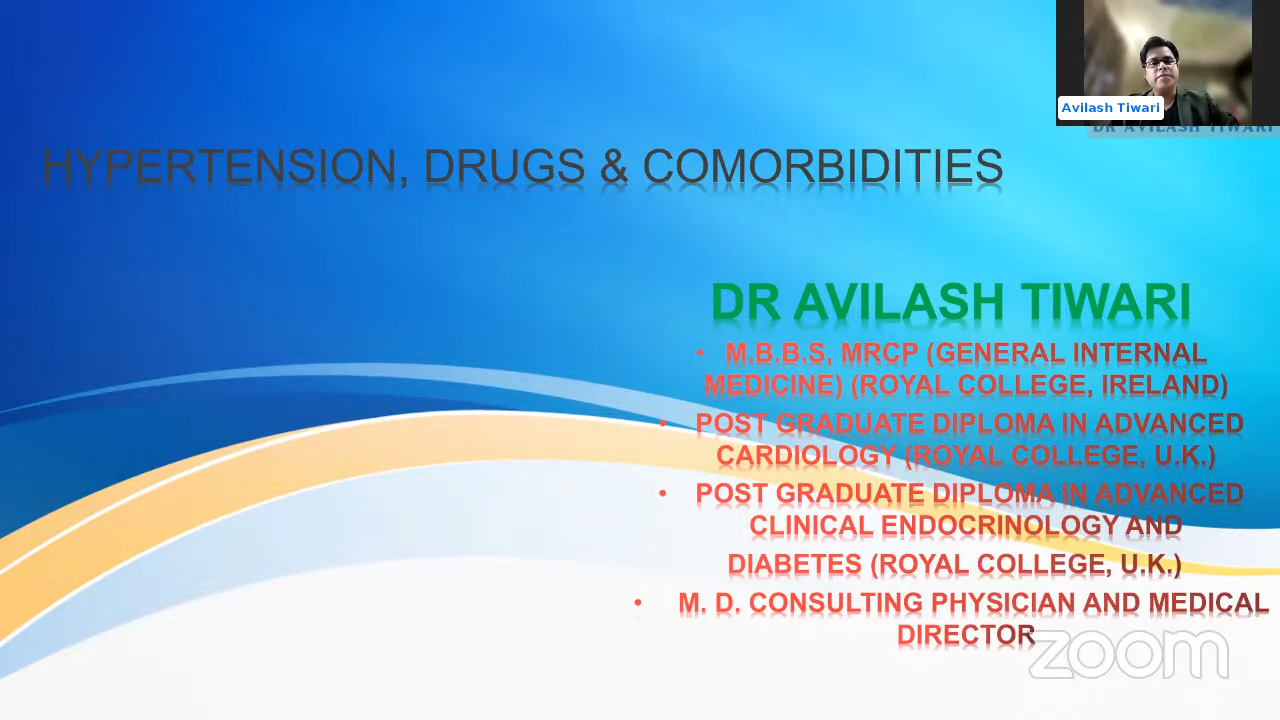 Avilash Tiwari
DR AVILASH TIWARI
HYPERTENSION, DRUGS & COMORBIDITIES
DR AVILASH TIWARI
• M.B.B.S, MRCP (GENERAL INTERNAL
MEDICINE) (ROYAL COLLEGE, IRELAND)
• POST GRADUATE DIPLOMA IN ADVANCED
CARDIOLOGY (ROYAL COLLEGE, U.K.)
• POST GRADUATE DIPLOMA IN ADVANCED
CLINICAL ENDOCRINOLOGY AND
DIABETES (ROYAL COLLEGE, U.K.)
• M. D. CONSULTING PHYSICIAN AND MEDICAL
DIRECTOR
zoom